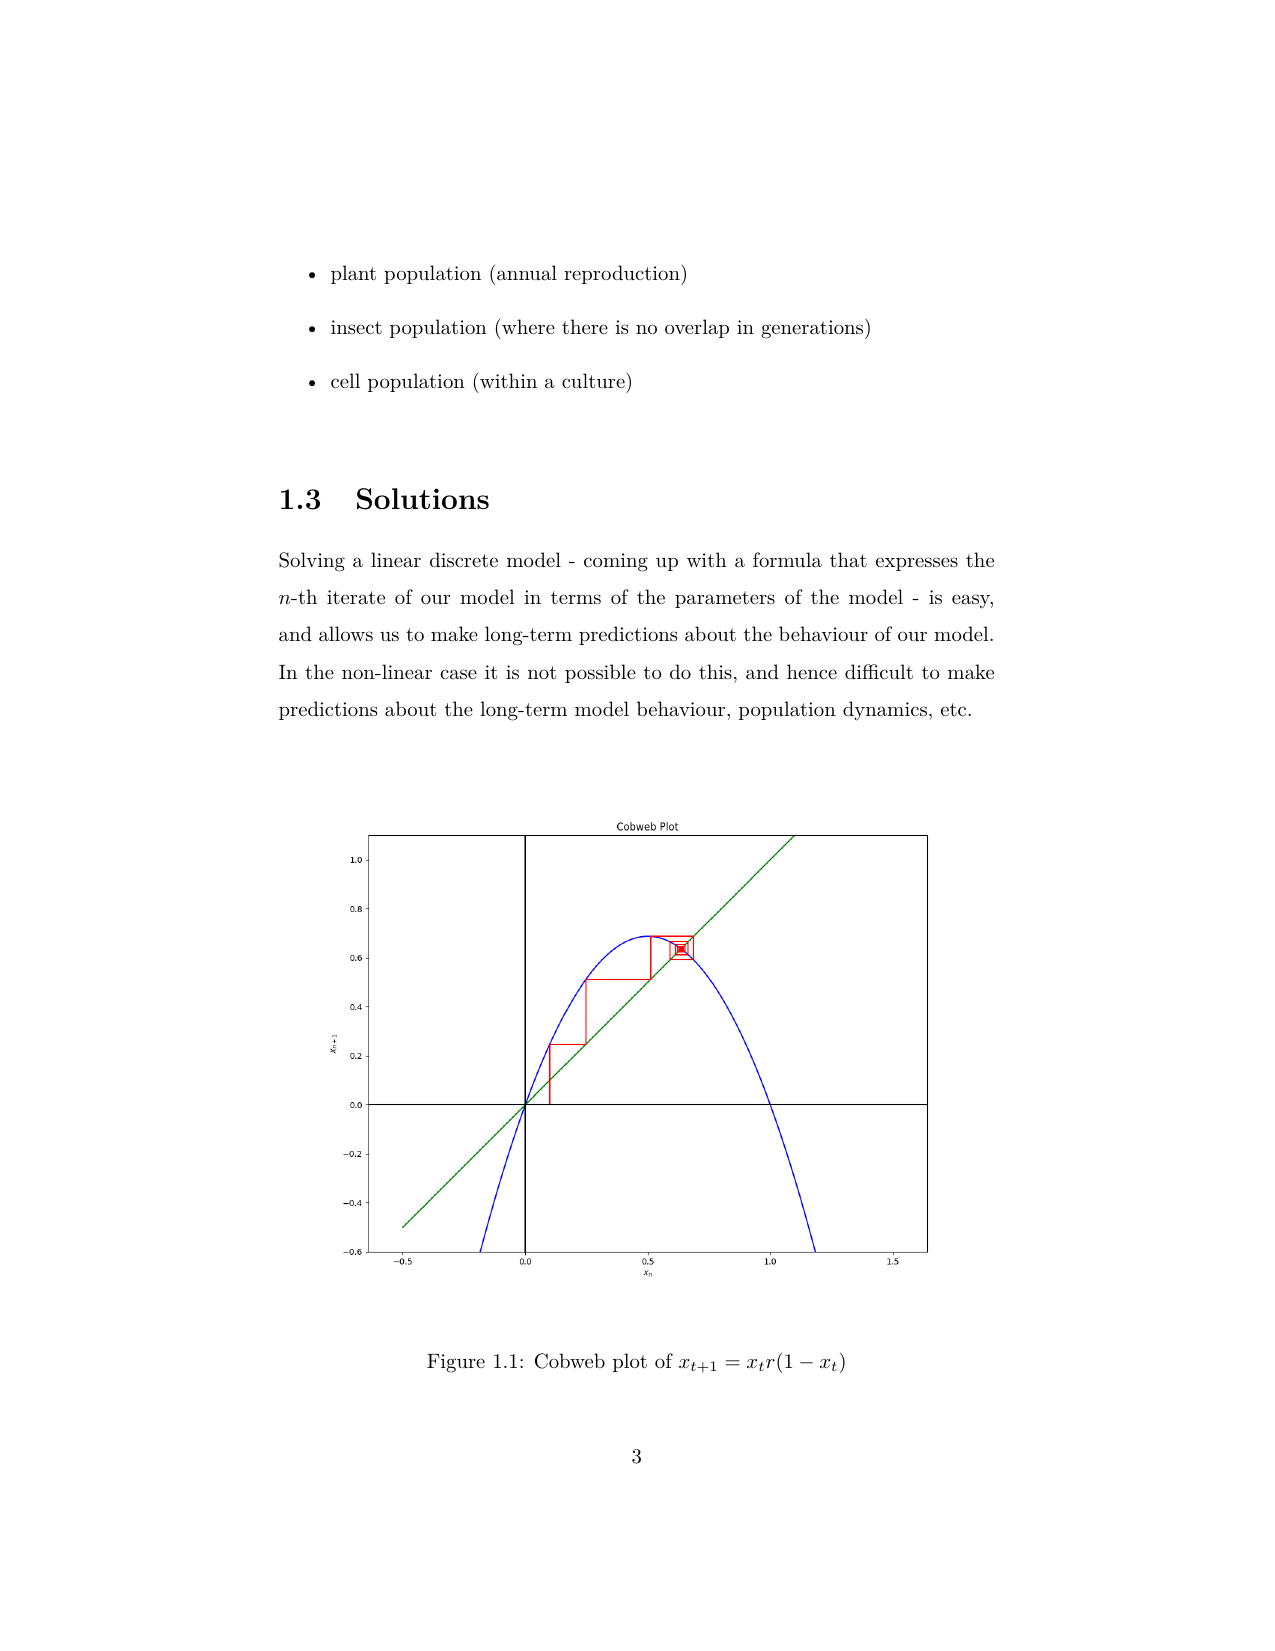 • plant population (annual reproduction)
• insect population (where there is no overlap in generations)
• cell population (within a culture)
1.3 Solutions
Solving a linear discrete model - coming up with a formula that expresses the
n-th iterate of our model in terms of the parameters of the model - is easy,
and allows us to make long-term predictions about the behaviour of our model.
In the non-linear case it is not possible to do this, and hence difficult to make
predictions about the long-term model behaviour, population dynamics, etc.
Cobweb Plot
1.0
0.8
0.6
0.4
0.2
0.0
−0.2
−0.4
−0.6
xₙ₊₁
−0.5 0.0 0.5 1.0 1.5
xₙ
Figure 1.1: Cobweb plot of xₜ₊₁ = xₜr(1 − xₜ)
3